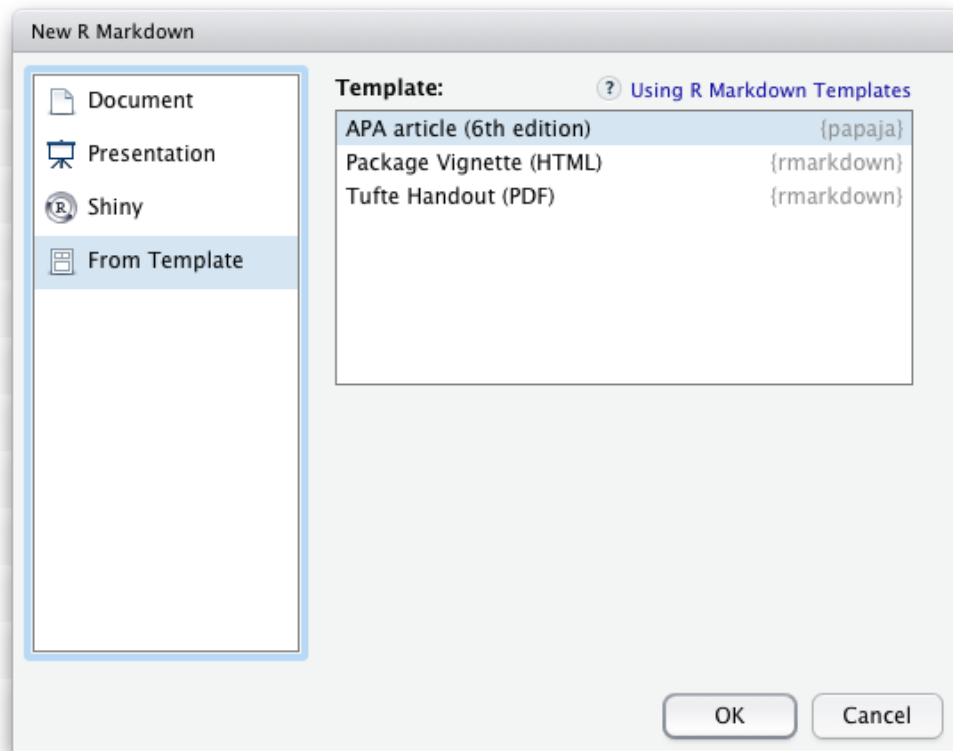 New R Markdown
Document
Presentation
R Shiny
From Template
Template:
? Using R Markdown Templates
APA article (6th edition) {papaja}
Package Vignette (HTML) {rmarkdown}
Tufte Handout (PDF) {rmarkdown}
OK Cancel